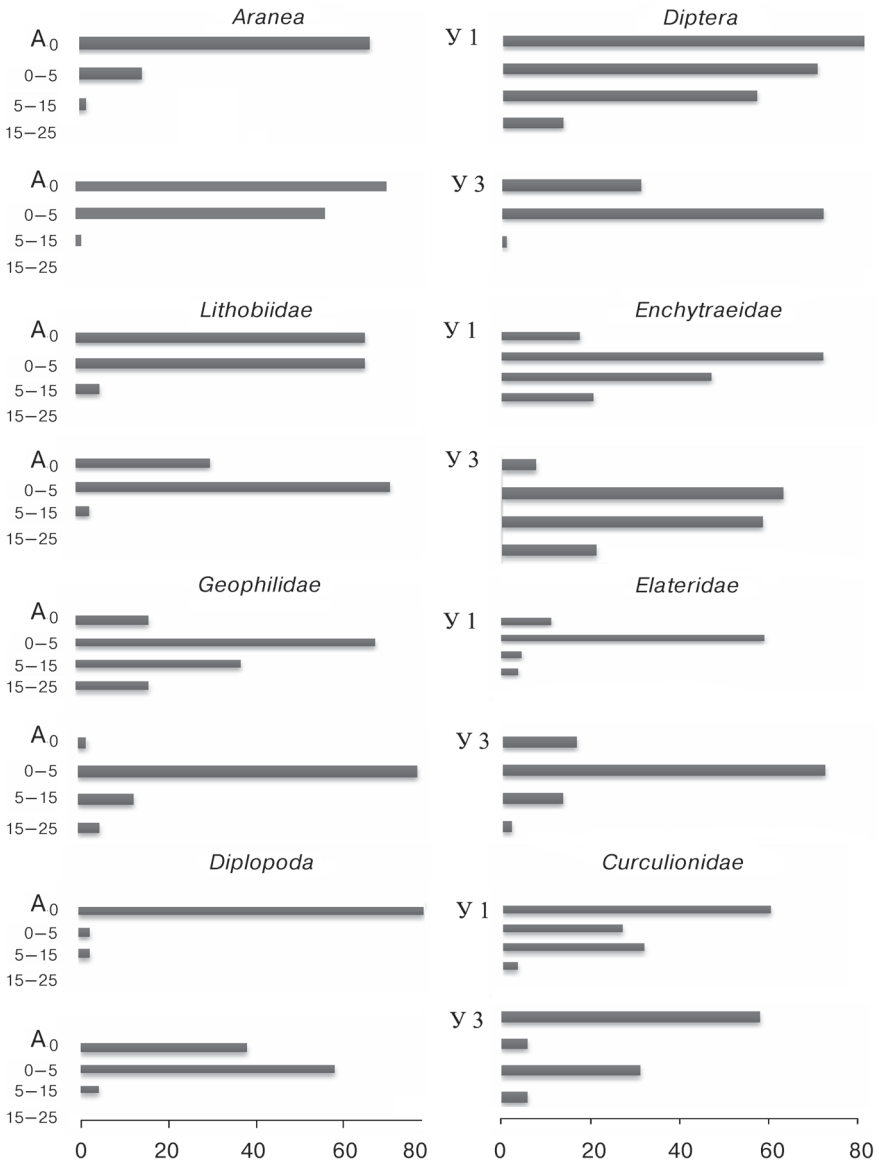 Aranea
A0
0–5
5–15
15–25
A0
0–5
5–15
15–25
Diptera
У 1
У 3
Lithobiidae
A0
0–5
5–15
15–25
A0
0–5
5–15
15–25
Enchytraeidae
У 1
У 3
Geophilidae
A0
0–5
5–15
15–25
A0
0–5
5–15
15–25
Elateridae
У 1
У 3
Diplopoda
A0
0–5
5–15
15–25
A0
0–5
5–15
15–25
0 20 40 60 80
Curculionidae
У 1
У 3
0 20 40 60 80